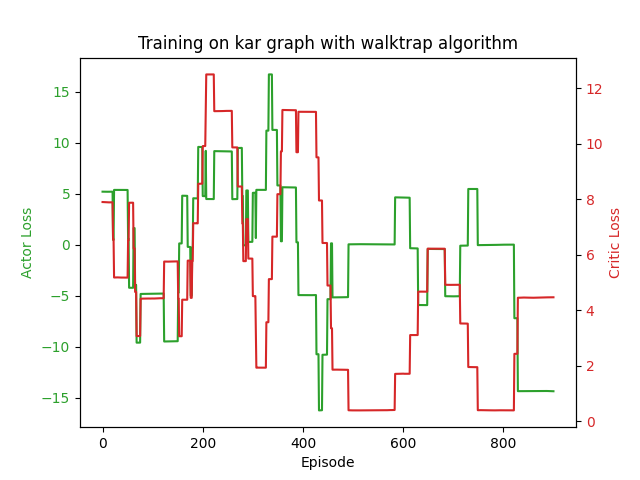 Training on kar graph with walktrap algorithm
15
10
5
0
−5
−10
−15
Actor Loss
12
10
8
6
4
2
0
Critic Loss
0 200 400 600 800
Episode